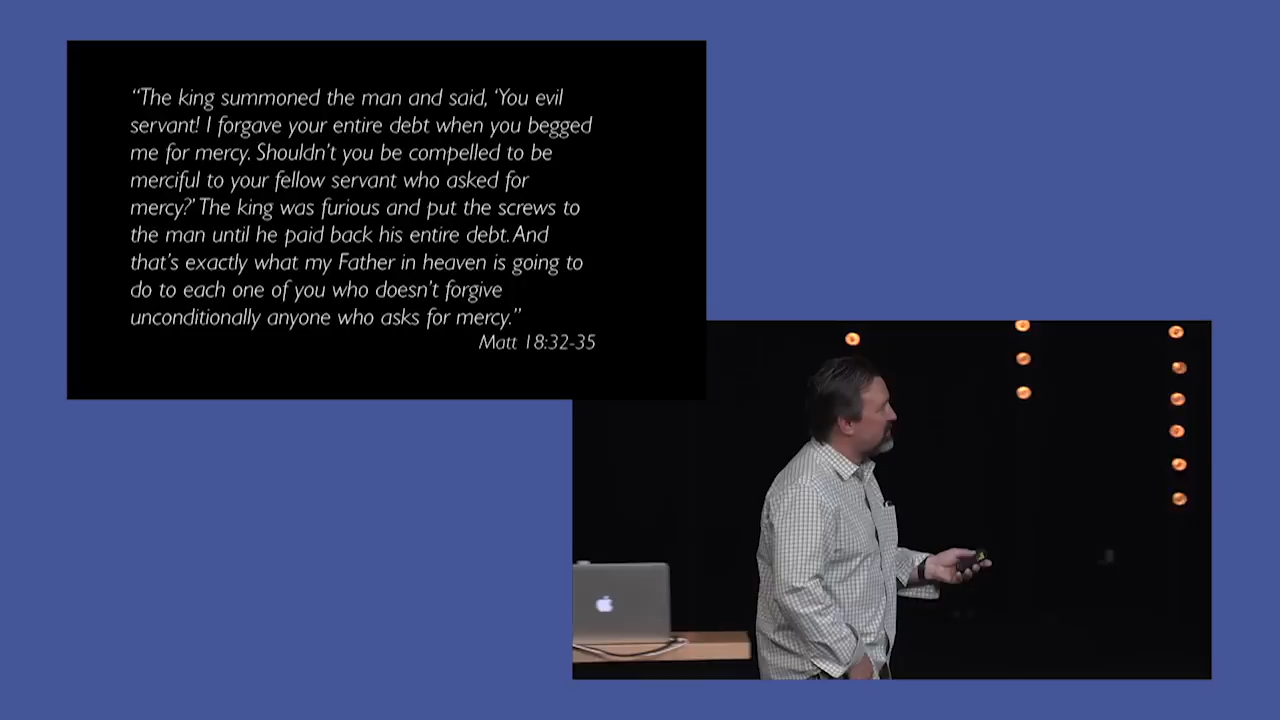 “The king summoned the man and said, ‘You evil
servant! I forgave your entire debt when you begged
me for mercy. Shouldn’t you be compelled to be
merciful to your fellow servant who asked for
mercy?’ The king was furious and put the screws to
the man until he paid back his entire debt. And
that’s exactly what my Father in heaven is going to
do to each one of you who doesn’t forgive
unconditionally anyone who asks for mercy.”
Matt 18:32-35